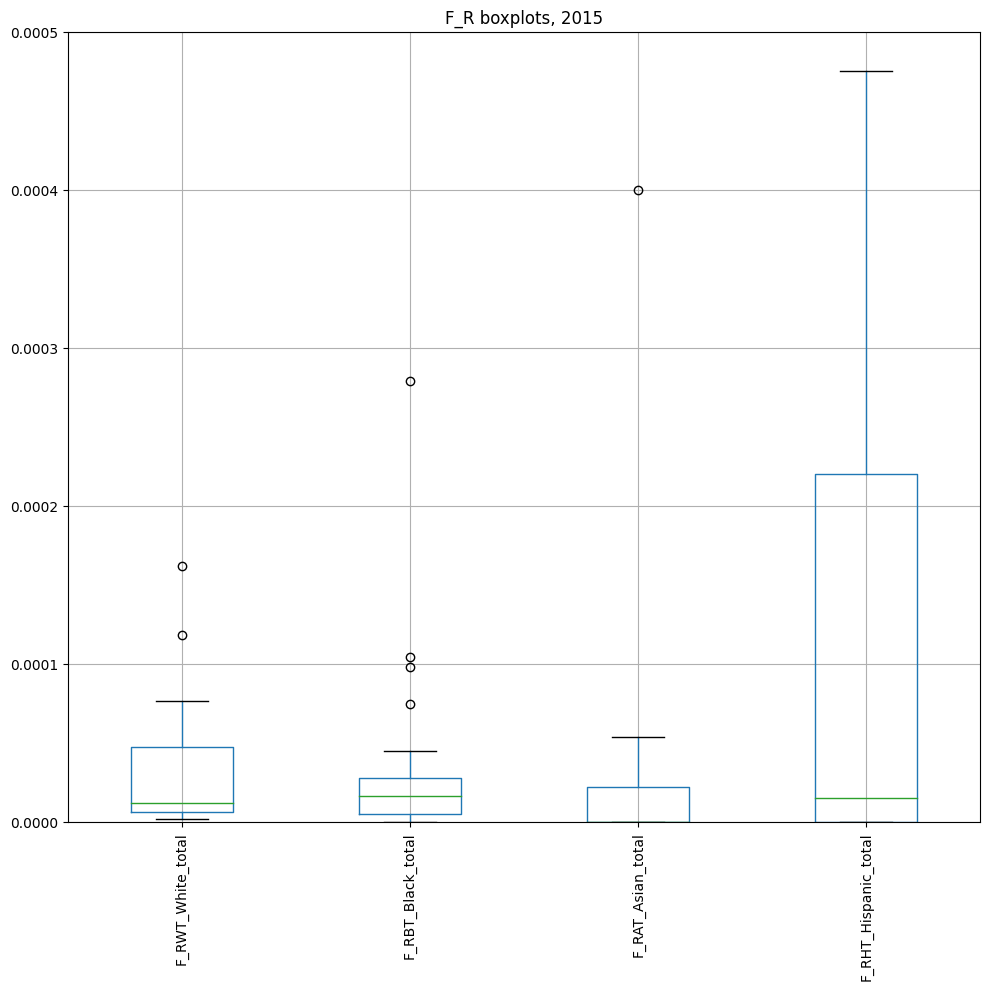 F_R boxplots, 2015
0.0005
0.0004
0.0003
0.0002
0.0001
0.0000
F_RWT_White_total
F_RBT_Black_total
F_RAT_Asian_total
F_RHT_Hispanic_total